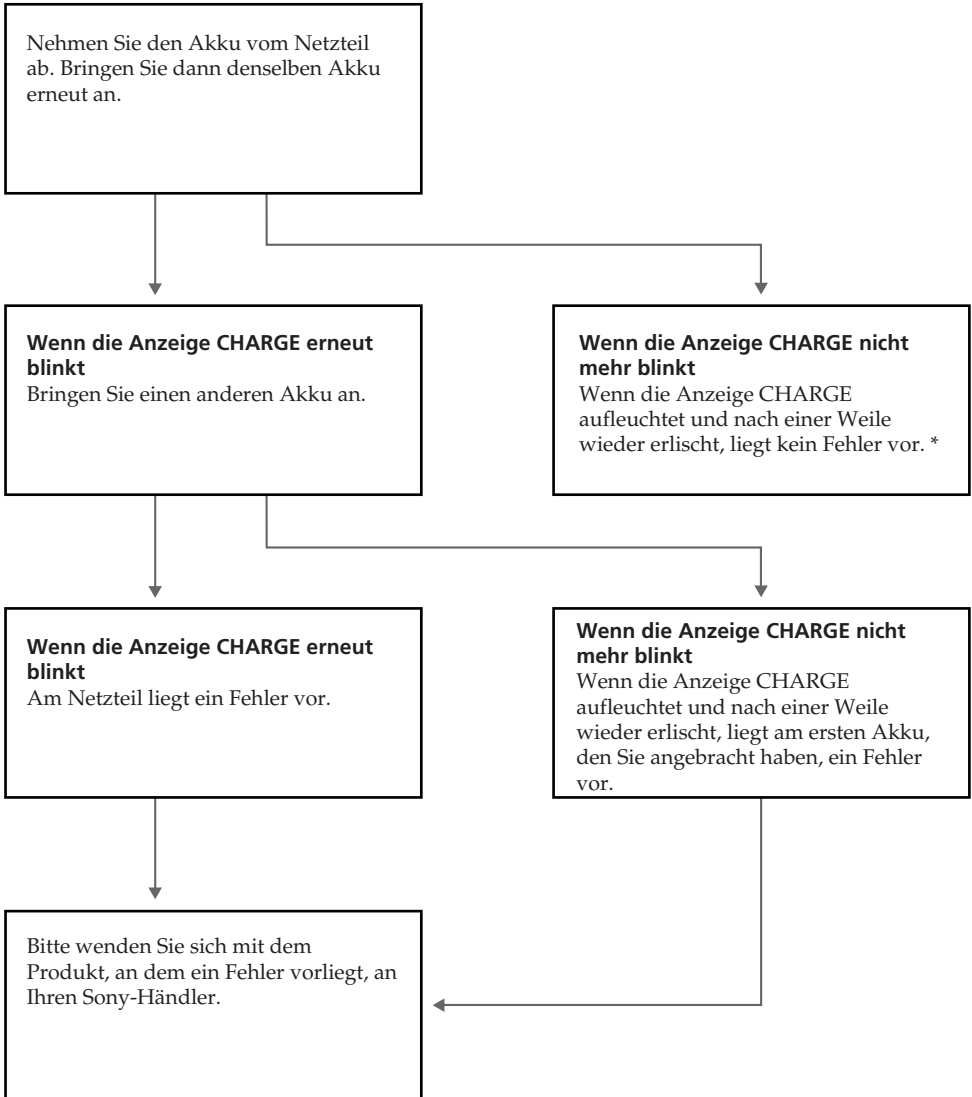 Nehmen Sie den Akku vom Netzteil
ab. Bringen Sie dann denselben Akku
erneut an.
Wenn die Anzeige CHARGE erneut
blinkt
Bringen Sie einen anderen Akku an.
Wenn die Anzeige CHARGE nicht
mehr blinkt
Wenn die Anzeige CHARGE
aufleuchtet und nach einer Weile
wieder erlischt, liegt kein Fehler vor. *
Wenn die Anzeige CHARGE erneut
blinkt
Am Netzteil liegt ein Fehler vor.
Wenn die Anzeige CHARGE nicht
mehr blinkt
Wenn die Anzeige CHARGE
aufleuchtet und nach einer Weile
wieder erlischt, liegt am ersten Akku,
den Sie angebracht haben, ein Fehler
vor.
Bitte wenden Sie sich mit dem
Produkt, an dem ein Fehler vorliegt, an
Ihren Sony-Händler.